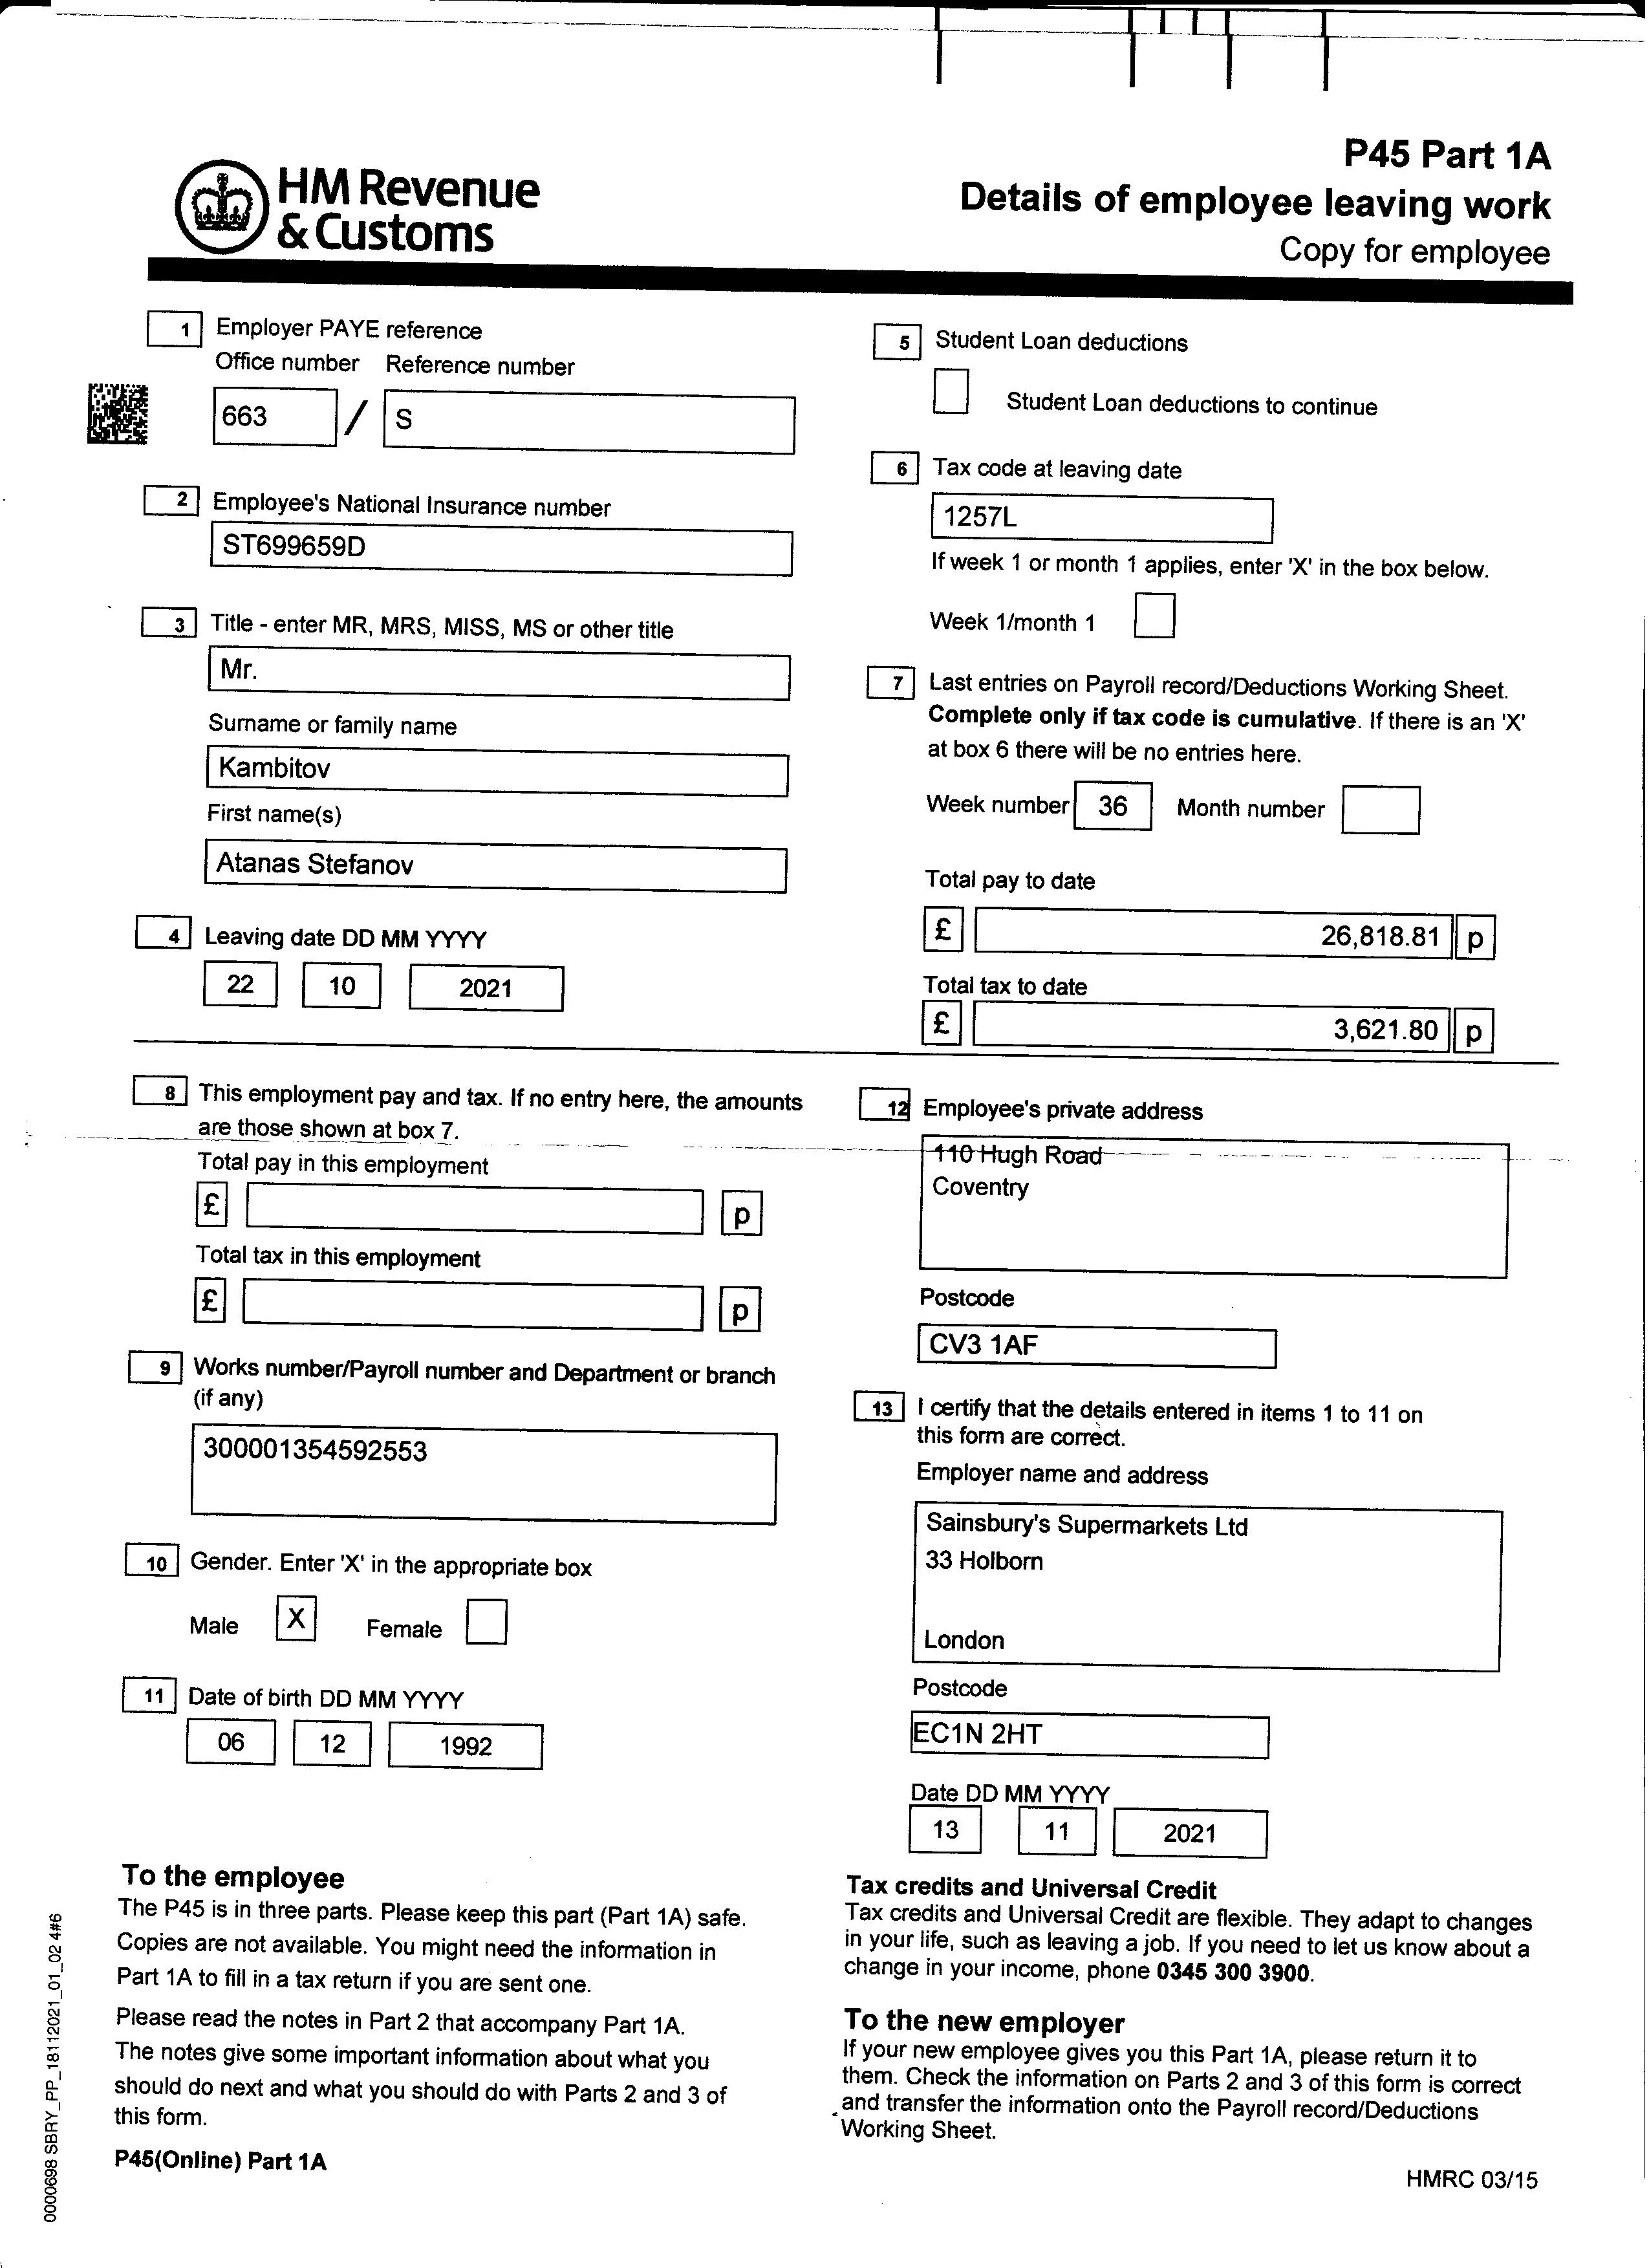 P45 Part 1A
Details of employee leaving work
Copy for employee
HM Revenue
& Customs
1 Employer PAYE reference
Office number Reference number
663 / S
2 Employee's National Insurance number
ST699659D
3 Title - enter MR, MRS, MISS, MS or other title
Mr.
Surname or family name
Kambitov
First name(s)
Atanas Stefanov
4 Leaving date DD MM YYYY
22 10 2021
5 Student Loan deductions
Student Loan deductions to continue
6 Tax code at leaving date
1257L
If week 1 or month 1 applies, enter 'X' in the box below.
Week 1/month 1
7 Last entries on Payroll record/Deductions Working Sheet.
Complete only if tax code is cumulative. If there is an 'X'
at box 6 there will be no entries here.
Week number 36 Month number
Total pay to date
£ 26,818.81 p
Total tax to date
£ 3,621.80 p
8 This employment pay and tax. If no entry here, the amounts
are those shown at box 7.
Total pay in this employment
£ p
Total tax in this employment
£ p
9 Works number/Payroll number and Department or branch
(if any)
300001354592553
10 Gender. Enter 'X' in the appropriate box
Male X Female
11 Date of birth DD MM YYYY
06 12 1992
12 Employee's private address
110 Hugh Road
Coventry
Postcode
CV3 1AF
13 I certify that the details entered in items 1 to 11 on
this form are correct.
Employer name and address
Sainsbury's Supermarkets Ltd
33 Holborn
London
Postcode
EC1N 2HT
Date DD MM YYYY
13 11 2021
To the employee
The P45 is in three parts. Please keep this part (Part 1A) safe.
Copies are not available. You might need the information in
Part 1A to fill in a tax return if you are sent one.
Please read the notes in Part 2 that accompany Part 1A.
The notes give some important information about what you
should do next and what you should do with Parts 2 and 3 of
this form.
P45(Online) Part 1A
Tax credits and Universal Credit
Tax credits and Universal Credit are flexible. They adapt to changes
in your life, such as leaving a job. If you need to let us know about a
change in your income, phone 0345 300 3900.
To the new employer
If your new employee gives you this Part 1A, please return it to
them. Check the information on Parts 2 and 3 of this form is correct
and transfer the information onto the Payroll record/Deductions
Working Sheet.
HMRC 03/15
0000698 SBRY_PP_18112021_01_02 4#6